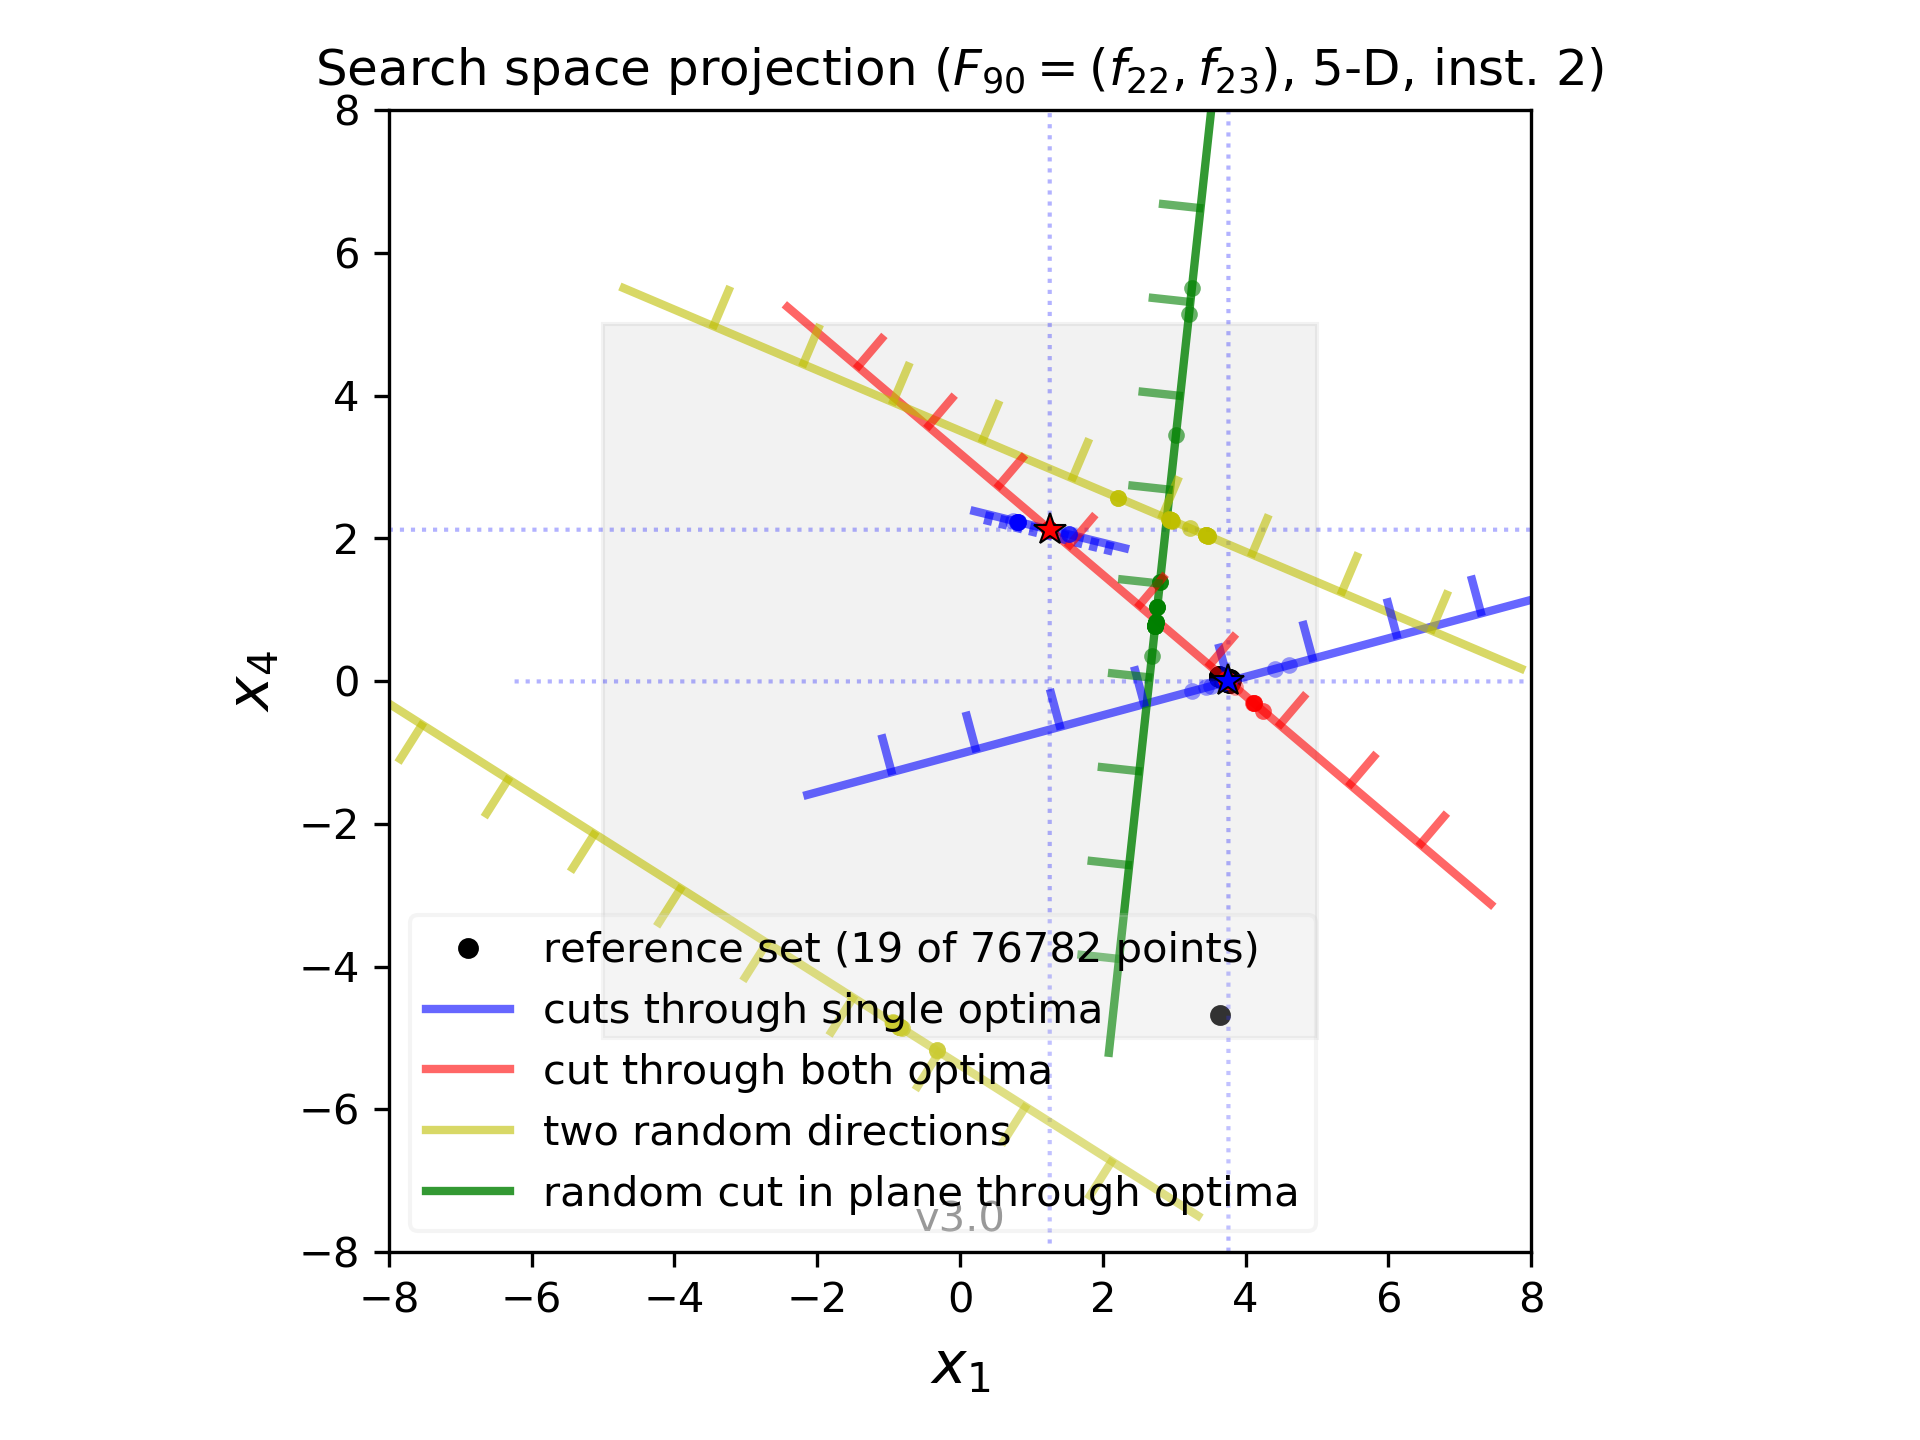 Search space projection (F90 = (f22, f23), 5-D, inst. 2)
8
6
4
2
0
−2
−4
−6
−8
x4
reference set (19 of 76782 points)
cuts through single optima
cut through both optima
two random directions
random cut in plane through optima
v3.0
−8 −6 −4 −2 0 2 4 6 8
x1